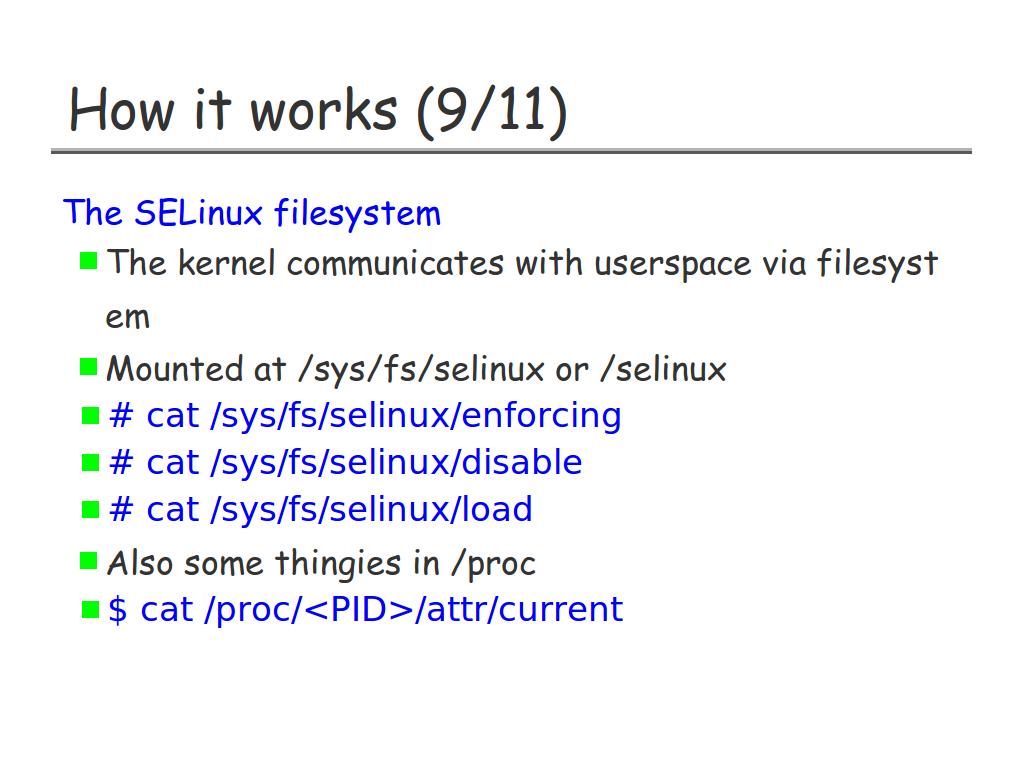 How it works (9/11)
The SELinux filesystem
The kernel communicates with userspace via filesyst
em
Mounted at /sys/fs/selinux or /selinux
# cat /sys/fs/selinux/enforcing
# cat /sys/fs/selinux/disable
# cat /sys/fs/selinux/load
Also some thingies in /proc
$ cat /proc/<PID>/attr/current